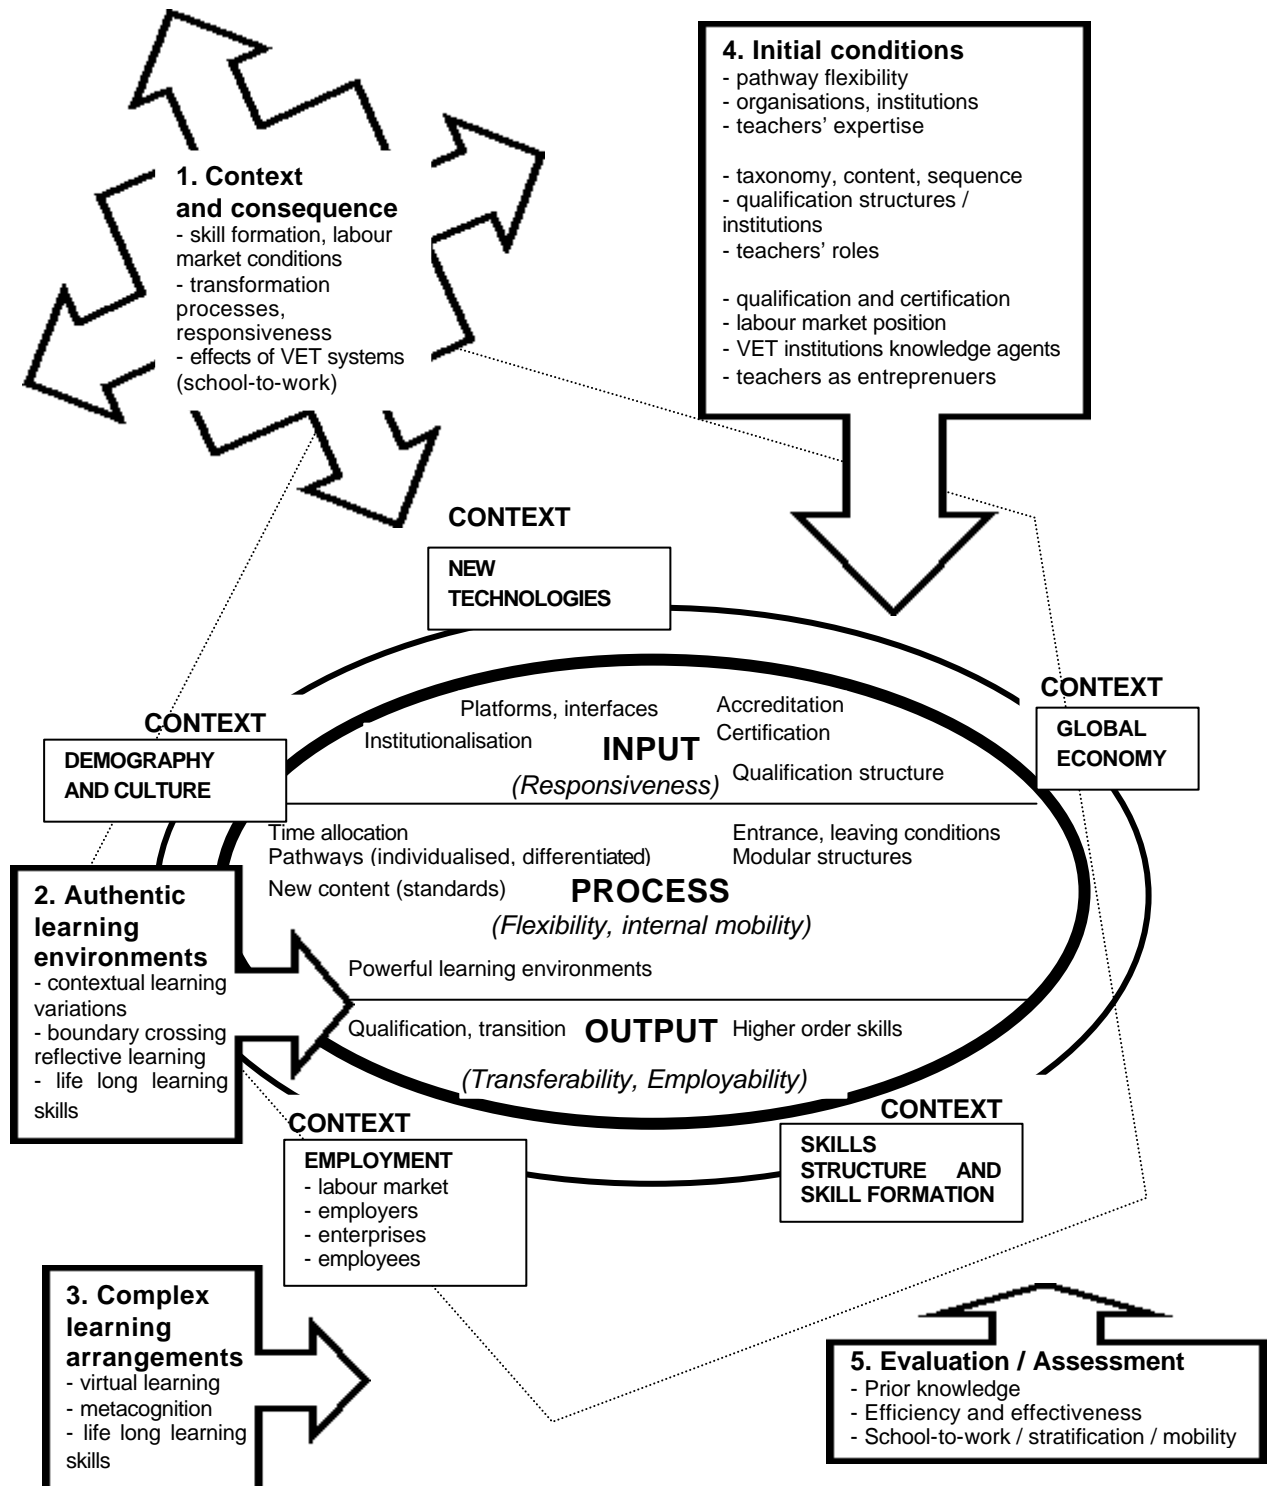 1. Context
and consequence
- skill formation, labour
market conditions
- transformation
processes,
responsiveness
- effects of VET systems
(school-to-work)
4. Initial conditions
- pathway flexibility
- organisations, institutions
- teachers' expertise
- taxonomy, content, sequence
- qualification structures /
institutions
- teachers' roles
- qualification and certification
- labour market position
- VET institutions knowledge agents
- teachers as entreprenuers
CONTEXT
NEW
TECHNOLOGIES
CONTEXT
DEMOGRAPHY
AND CULTURE
CONTEXT
GLOBAL
ECONOMY
Platforms, interfaces
Accreditation
Institutionalisation
Certification
INPUT
(Responsiveness)
Qualification structure
Time allocation
Entrance, leaving conditions
Pathways (individualised, differentiated)
Modular structures
New content (standards)
PROCESS
(Flexibility, internal mobility)
Powerful learning environments
Qualification, transition
OUTPUT
Higher order skills
(Transferability, Employability)
2. Authentic
learning
environments
- contextual learning
variations
- boundary crossing
reflective learning
- life long learning
skills
CONTEXT
EMPLOYMENT
- labour market
- employers
- enterprises
- employees
CONTEXT
SKILLS
STRUCTURE AND
SKILL FORMATION
3. Complex
learning
arrangements
- virtual learning
- metacognition
- life long learning
skills
5. Evaluation / Assessment
- Prior knowledge
- Efficiency and effectiveness
- School-to-work / stratification / mobility